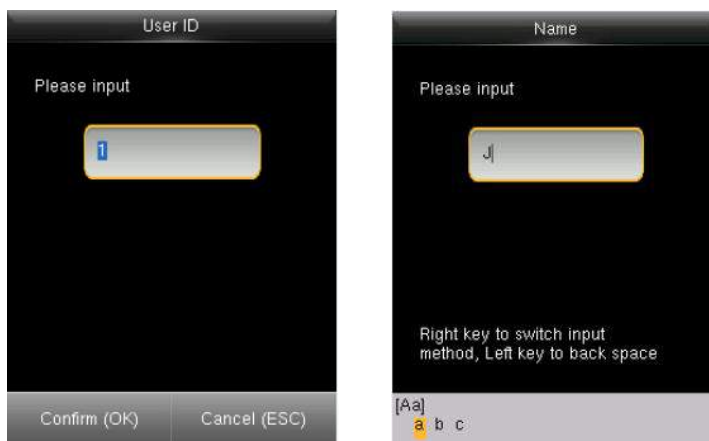 User ID
Please input
1
Confirm (OK) Cancel (ESC)
Name
Please input
J
Right key to switch input
method, Left key to back space
[Aa]
a b c